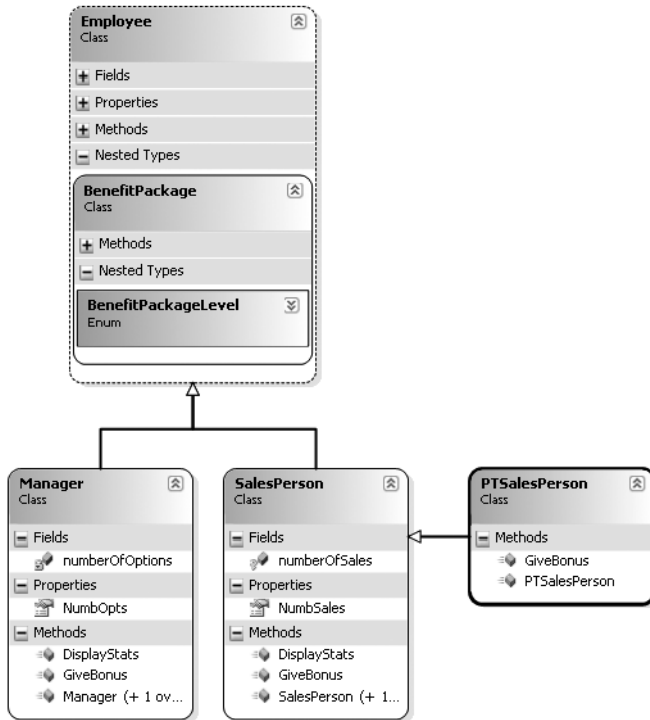 Employee
Class
Fields
Properties
Methods
Nested Types
BenefitPackage
Class
Methods
Nested Types
BenefitPackageLevel
Enum
Manager
Class
Fields
numberOfOptions
Properties
NumbOpts
Methods
DisplayStats
GiveBonus
Manager (+ 1 ov...
SalesPerson
Class
Fields
numberOfSales
Properties
NumbSales
Methods
DisplayStats
GiveBonus
SalesPerson (+ 1...
PTSalesPerson
Class
Methods
GiveBonus
PTSalesPerson